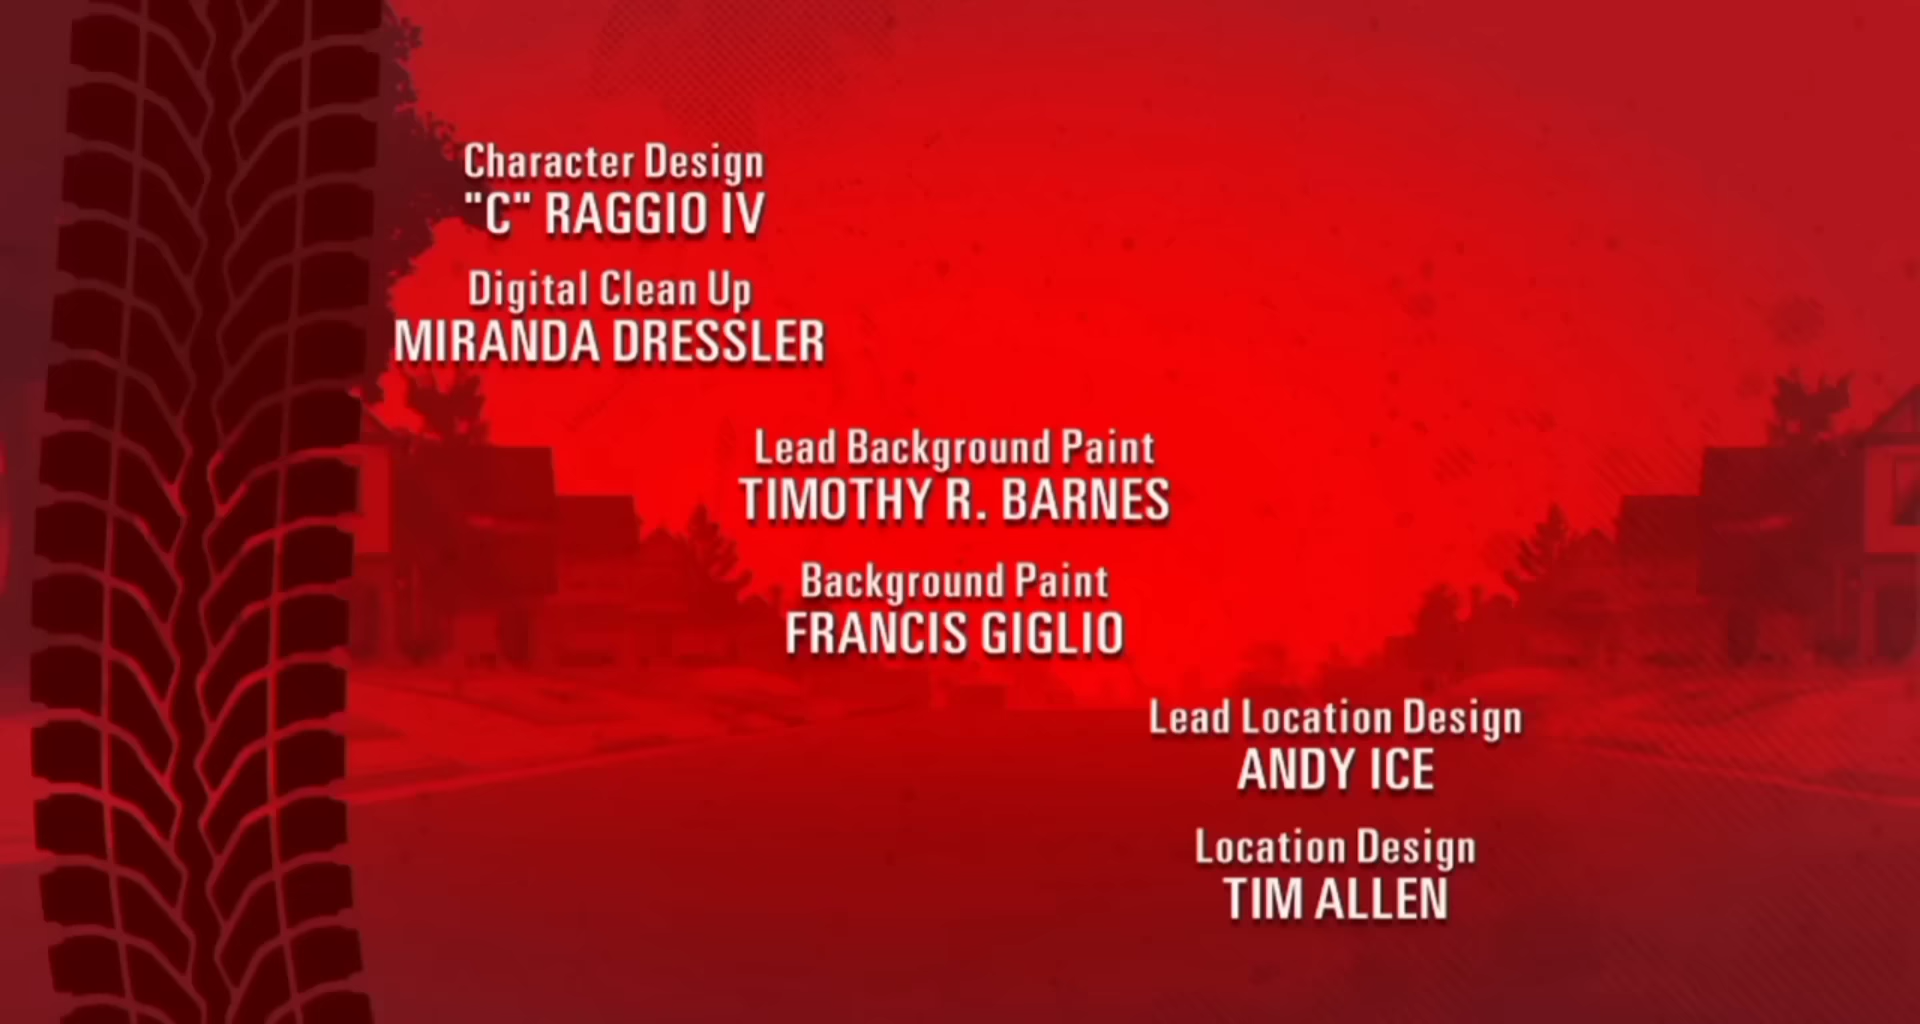 Character Design
"C" RAGGIO IV
Digital Clean Up
MIRANDA DRESSLER
Lead Background Paint
TIMOTHY R. BARNES
Background Paint
FRANCIS GIGLIO
Lead Location Design
ANDY ICE
Location Design
TIM ALLEN